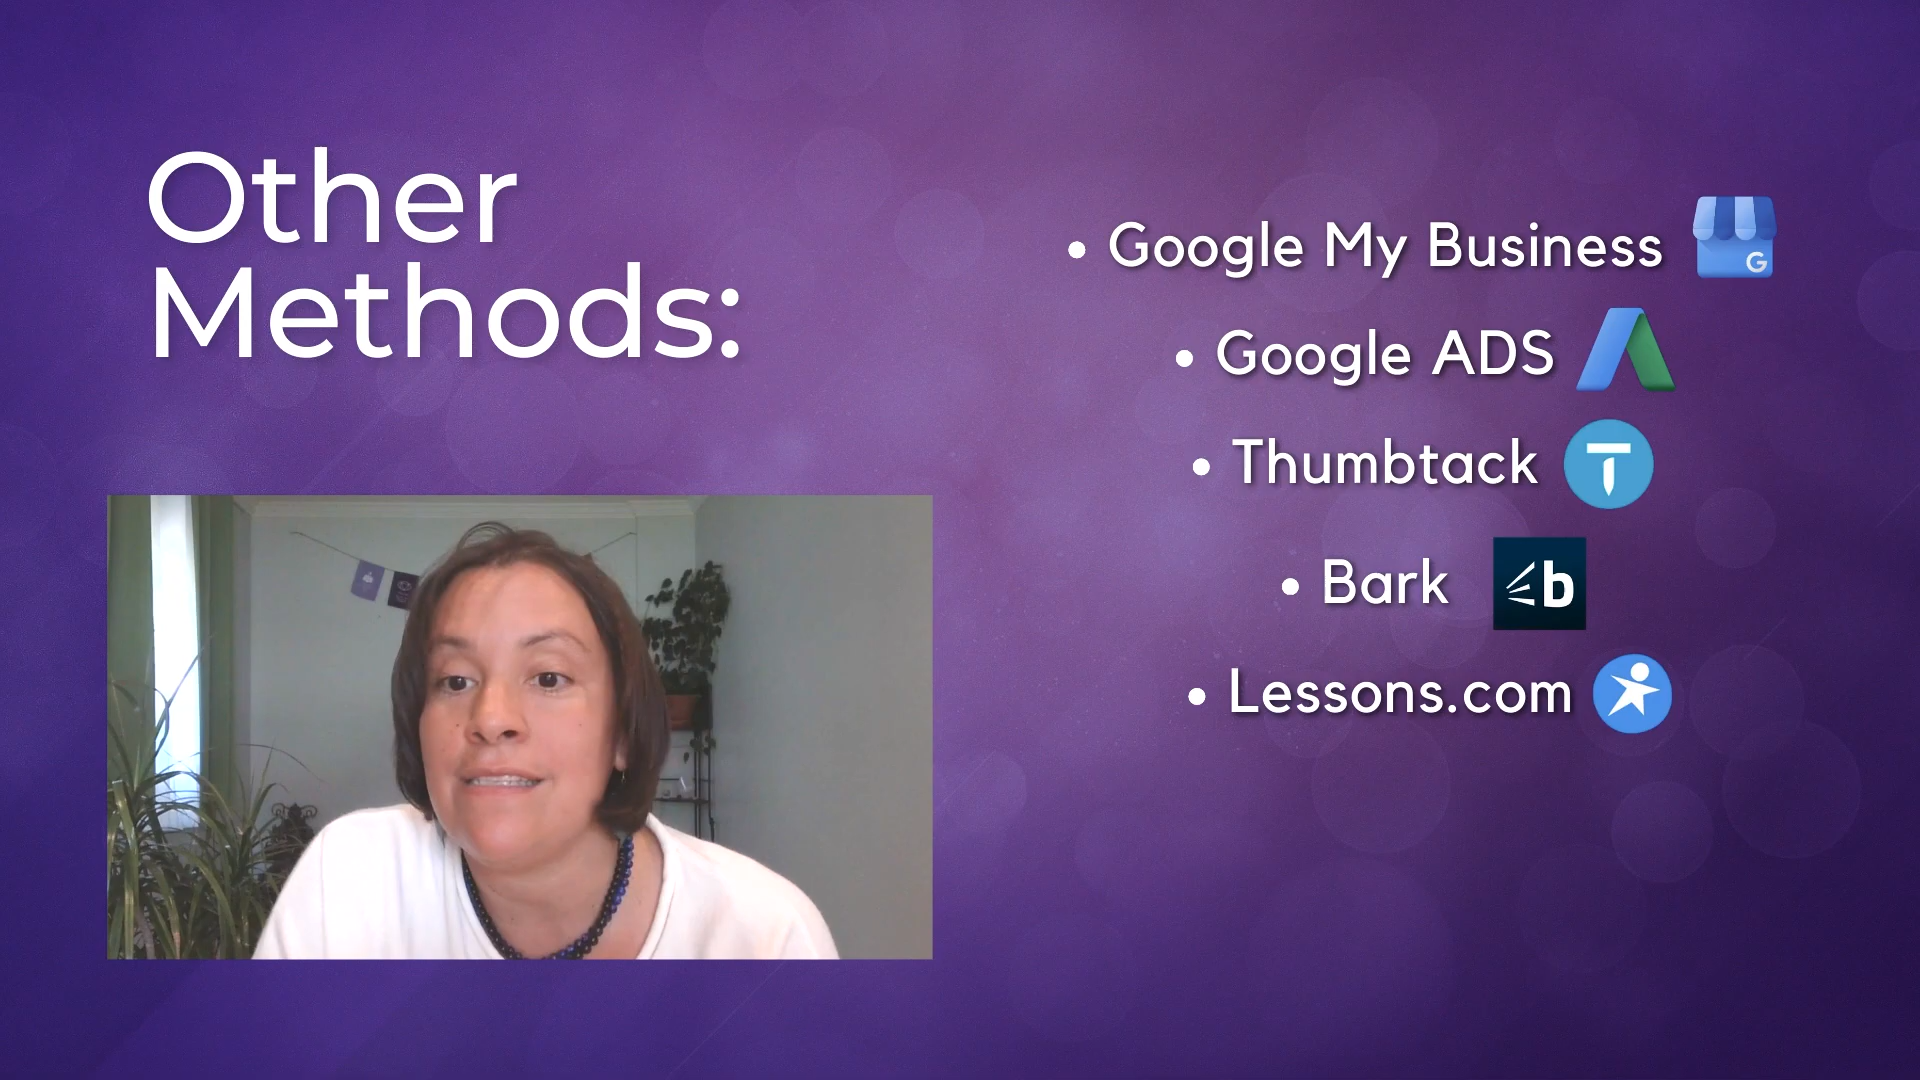 Other
Methods:
• Google My Business
G
• Google ADS
• Thumbtack
T
• Bark
b
• Lessons.com